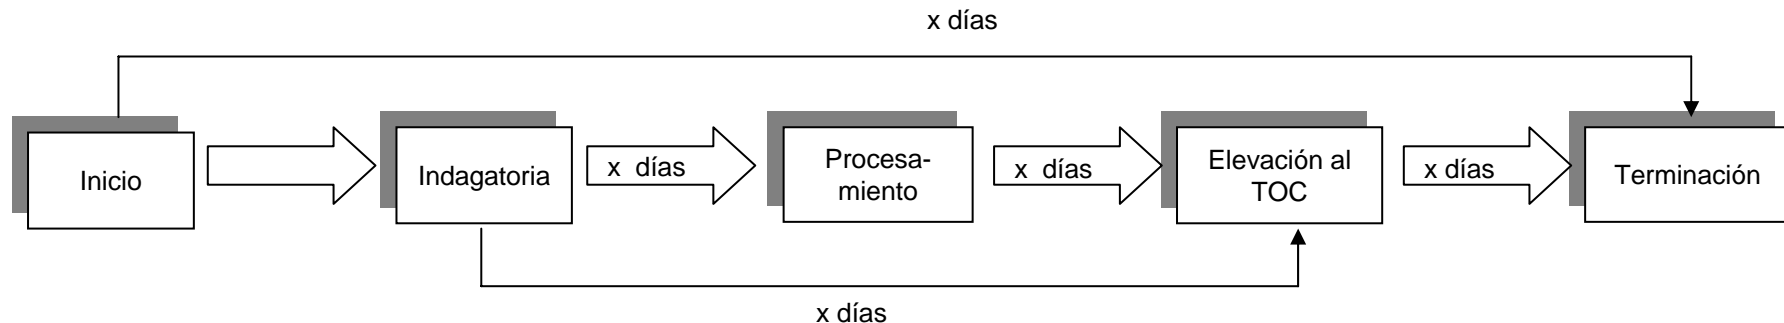 x días
Inicio
Indagatoria
x días
Procesa-
miento
x días
Elevación al
TOC
x días
Terminación
x días